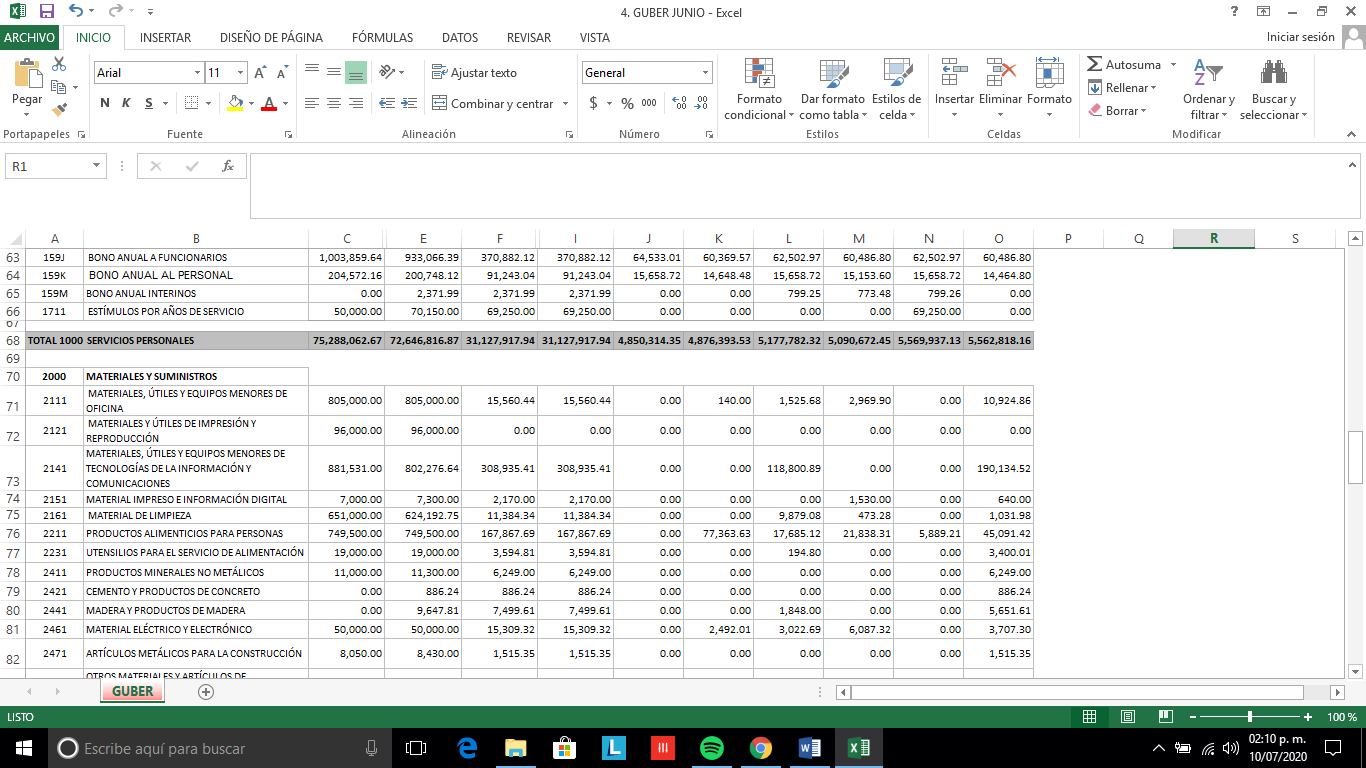 4. GUBER JUNIO - Excel
ARCHIVO INICIO INSERTAR DISEÑO DE PÁGINA FÓRMULAS DATOS REVISAR VISTA Iniciar sesión
Pegar
Portapapeles
Arial 11
N K S
Fuente
Ajustar texto
Combinar y centrar
Alineación
General
$ % 000
Número
Formato condicional
Dar formato como tabla
Estilos de celda
Estilos
Insertar Eliminar Formato
Celdas
Autosuma
Rellenar
Borrar
Ordenar y filtrar
Buscar y seleccionar
Modificar
R1 fx
A B C E F I J K L M N O P Q R S
63 159J BONO ANUAL A FUNCIONARIOS 1,003,859.64 933,066.39 370,882.12 370,882.12 64,533.01 60,369.57 62,502.97 60,486.80 62,502.97 60,486.80
64 159K BONO ANUAL AL PERSONAL 204,572.16 200,748.12 91,243.04 91,243.04 15,658.72 14,648.48 15,658.72 15,153.60 15,658.72 14,464.80
65 159M BONO ANUAL INTERINOS 0.00 2,371.99 2,371.99 2,371.99 0.00 0.00 799.25 773.48 799.26 0.00
66 1711 ESTÍMULOS POR AÑOS DE SERVICIO 50,000.00 70,150.00 69,250.00 69,250.00 0.00 0.00 0.00 0.00 69,250.00 0.00
67
68 TOTAL 1000 SERVICIOS PERSONALES 75,288,062.67 72,646,816.87 31,127,917.94 31,127,917.94 4,850,314.35 4,876,393.53 5,177,782.32 5,090,672.45 5,569,937.13 5,562,818.16
69
70 2000 MATERIALES Y SUMINISTROS
71 2111 MATERIALES, ÚTILES Y EQUIPOS MENORES DE
OFICINA 805,000.00 805,000.00 15,560.44 15,560.44 0.00 140.00 1,525.68 2,969.90 0.00 10,924.86
72 2121 MATERIALES Y ÚTILES DE IMPRESIÓN Y
REPRODUCCIÓN 96,000.00 96,000.00 0.00 0.00 0.00 0.00 0.00 0.00 0.00 0.00
73 2141 MATERIALES, ÚTILES Y EQUIPOS MENORES DE
TECNOLOGÍAS DE LA INFORMACIÓN Y
COMUNICACIONES 881,531.00 802,276.64 308,935.41 308,935.41 0.00 0.00 118,800.89 0.00 0.00 190,134.52
74 2151 MATERIAL IMPRESO E INFORMACIÓN DIGITAL 7,000.00 7,300.00 2,170.00 2,170.00 0.00 0.00 0.00 1,530.00 0.00 640.00
75 2161 MATERIAL DE LIMPIEZA 651,000.00 624,192.75 11,384.34 11,384.34 0.00 0.00 9,879.08 473.28 0.00 1,031.98
76 2211 PRODUCTOS ALIMENTICIOS PARA PERSONAS 749,500.00 749,500.00 167,867.69 167,867.69 0.00 77,363.63 17,685.12 21,838.31 5,889.21 45,091.42
77 2231 UTENSILIOS PARA EL SERVICIO DE ALIMENTACIÓN 19,000.00 19,000.00 3,594.81 3,594.81 0.00 0.00 194.80 0.00 0.00 3,400.01
78 2411 PRODUCTOS MINERALES NO METÁLICOS 11,000.00 11,300.00 6,249.00 6,249.00 0.00 0.00 0.00 0.00 0.00 6,249.00
79 2421 CEMENTO Y PRODUCTOS DE CONCRETO 0.00 886.24 886.24 886.24 0.00 0.00 0.00 0.00 0.00 886.24
80 2441 MADERA Y PRODUCTOS DE MADERA 0.00 9,647.81 7,499.61 7,499.61 0.00 0.00 1,848.00 0.00 0.00 5,651.61
81 2461 MATERIAL ELÉCTRICO Y ELECTRÓNICO 50,000.00 50,000.00 15,309.32 15,309.32 0.00 2,492.01 3,022.69 6,087.32 0.00 3,707.30
82 2471 ARTÍCULOS METÁLICOS PARA LA CONSTRUCCIÓN 8,050.00 8,430.00 1,515.35 1,515.35 0.00 0.00 0.00 0.00 0.00 1,515.35
OTROS MATERIALES Y ARTÍCULOS DE
GUBER
LISTO 100 %
Escribe aquí para buscar
02:10 p. m.
10/07/2020